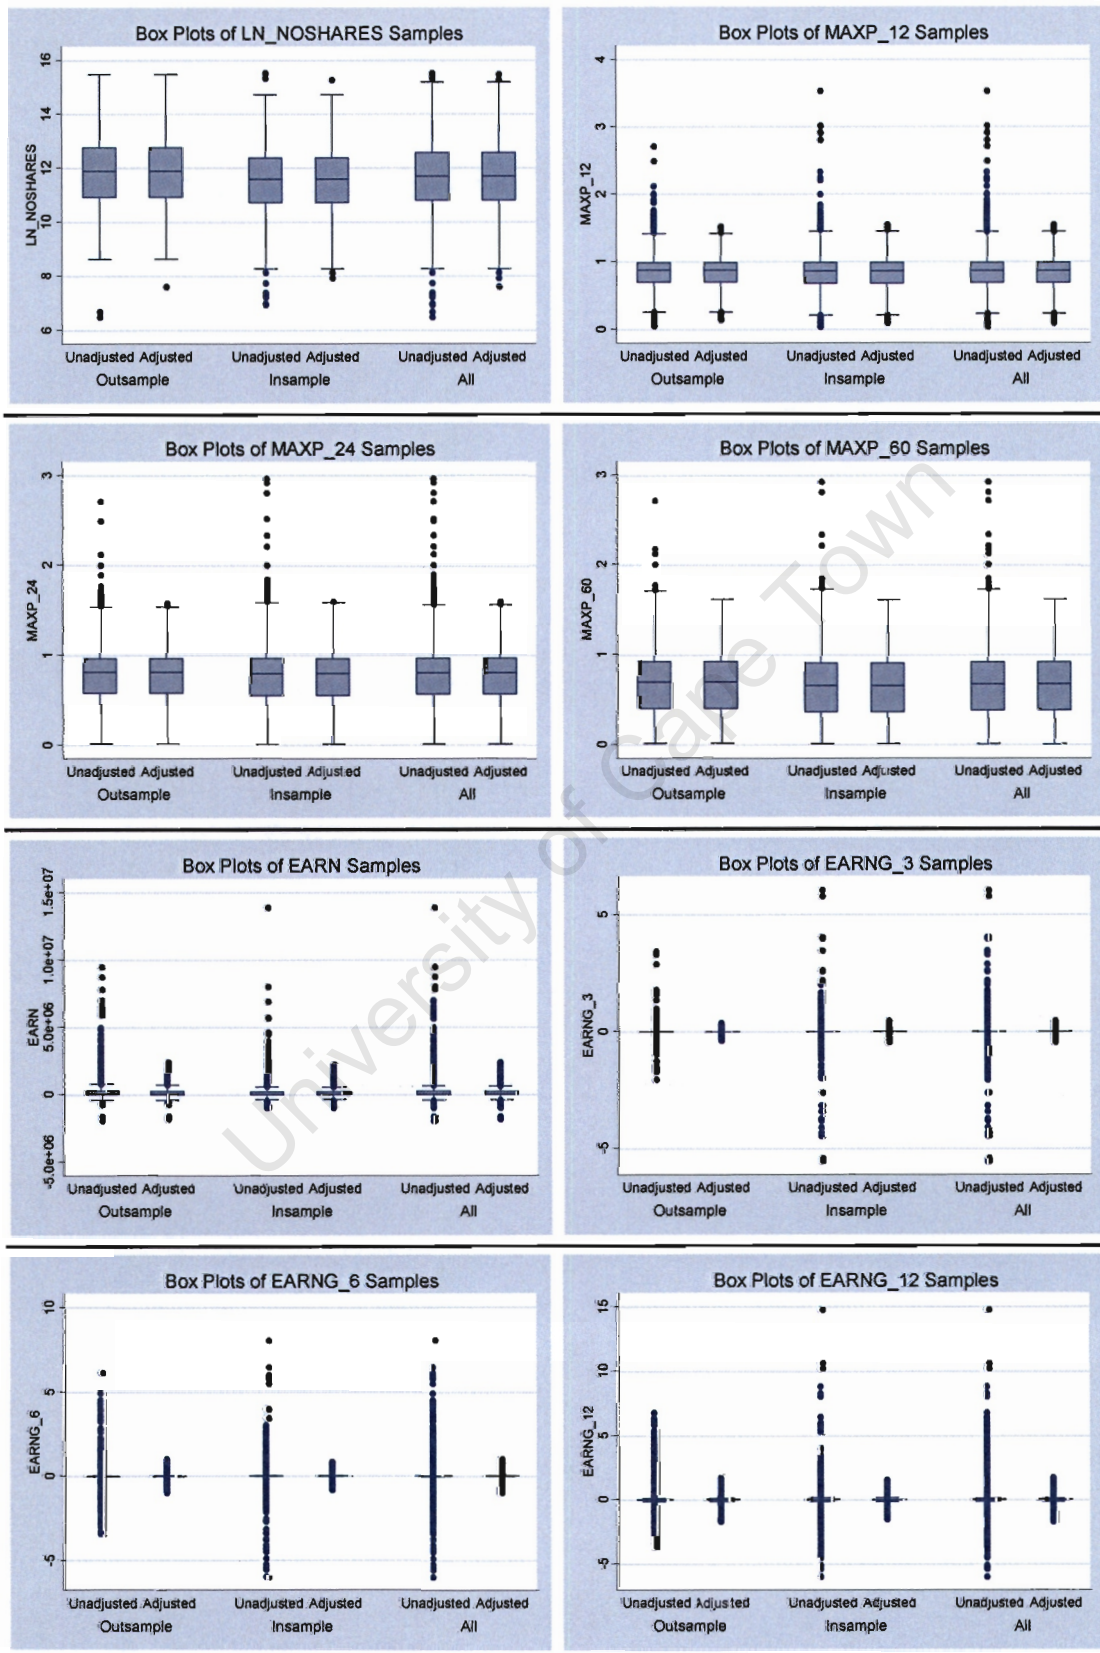 Box Plots of LN_NOSHARES Samples
LN_NOSHARES
16
14
12
10
8
6
Unadjusted Adjusted Unadjusted Adjusted Unadjusted Adjusted
Outsample Insample All
Box Plots of MAXP_12 Samples
MAXP_12
4
3
2
1
0
Unadjusted Adjusted Unadjusted Adjusted Unadjusted Adjusted
Outsample Insample All
Box Plots of MAXP_24 Samples
MAXP_24
3
2
1
0
Unadjusted Adjusted Unadjusted Adjusted Unadjusted Adjusted
Outsample Insample All
Box Plots of MAXP_60 Samples
MAXP_60
3
2
1
0
Unadjusted Adjusted Unadjusted Adjusted Unadjusted Adjusted
Outsample Insample All
Box Plots of EARN Samples
EARN
1.5e+07
1.0e+07
5.0e+06
0
-5.0e+06
Unadjusted Adjusted Unadjusted Adjusted Unadjusted Adjusted
Outsample Insample All
Box Plots of EARNG_3 Samples
EARNG_3
5
0
-5
Unadjusted Adjusted Unadjusted Adjusted Unadjusted Adjusted
Outsample Insample All
Box Plots of EARNG_6 Samples
EARNG_6
10
5
0
-5
Unadjusted Adjusted Unadjusted Adjusted Unadjusted Adjusted
Outsample Insample All
Box Plots of EARNG_12 Samples
EARNG_12
15
10
5
0
-5
Unadjusted Adjusted Unadjusted Adjusted Unadjusted Adjusted
Outsample Insample All
University of Cape Town